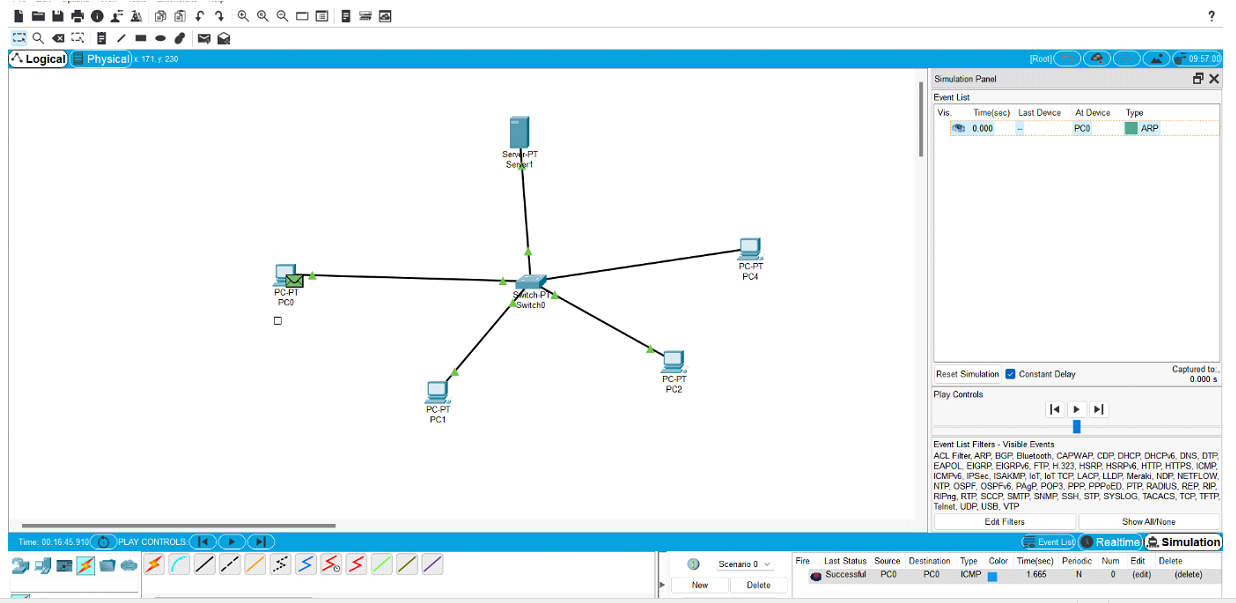 ?
Logical Physical x: 171, y: 230 [Root] 09:57:00
Simulation Panel
Event List
Vis. Time(sec) Last Device At Device Type
0.000 -- PC0 ARP
Server-PT
Server1
PC-PT
PC4
PC-PT
PC0
Switch-PT
Switch0
PC-PT
PC2
PC-PT
PC1
Reset Simulation Constant Delay Captured to:
0.000 s
Play Controls
Event List Filters - Visible Events
ACL Filter, ARP, BGP, Bluetooth, CAPWAP, CDP, DHCP, DHCPv6, DNS, DTP,
EAPOL, EIGRP, EIGRPv6, FTP, H.323, HSRP, HSRPv6, HTTP, HTTPS, ICMP,
ICMPv6, IPSec, ISAKMP, IoT, IoT TCP, LACP, LLDP, Meraki, NDP, NETFLOW,
NTP, OSPF, OSPFv6, PAgP, POP3, PPP, PPPoED, PTP, RADIUS, REP, RIP,
RIPng, RTP, SCCP, SMTP, SNMP, SSH, STP, SYSLOG, TACACS, TCP, TFTP,
Telnet, UDP, USB, VTP
Edit Filters Show All/None
Time: 00:16:45.910 PLAY CONTROLS: Event List Realtime Simulation
Scenario 0
New Delete
Fire Last Status Source Destination Type Color Time(sec) Periodic Num Edit Delete
Successful PC0 PC0 ICMP 1.665 N 0 (edit) (delete)